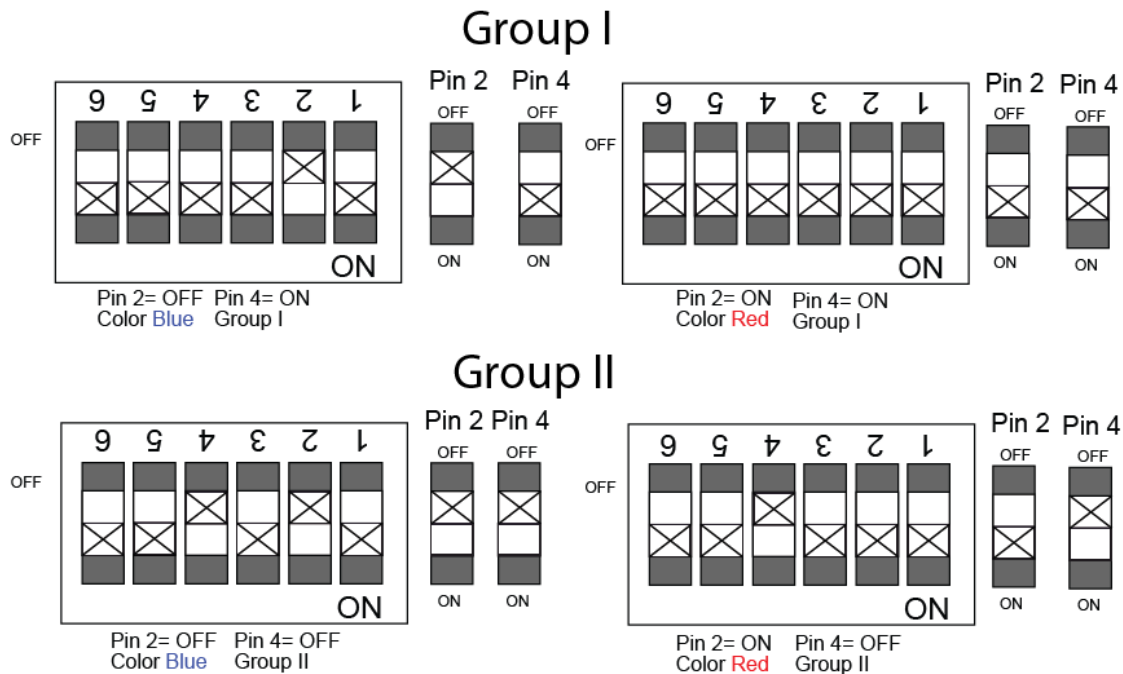 Group I
Pin 2 Pin 4
6 5 4 3 2 1
OFF
OFF OFF
ON
ON ON
Pin 2= OFF Pin 4= ON
Color Blue Group I
Pin 2 Pin 4
6 5 4 3 2 1
OFF
OFF OFF
ON
ON ON
Pin 2= ON Pin 4= ON
Color Red Group I
Group II
Pin 2 Pin 4
6 5 4 3 2 1
OFF
OFF OFF
ON
ON ON
Pin 2= OFF Pin 4= OFF
Color Blue Group II
Pin 2 Pin 4
6 5 4 3 2 1
OFF
OFF OFF
ON
ON ON
Pin 2= ON Pin 4= OFF
Color Red Group II